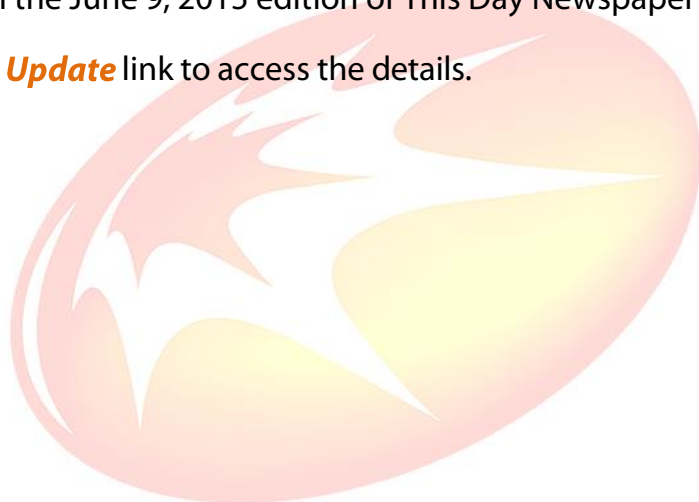 the June 9, 2015 edition of This Day Newspaper
Update link to access the details.